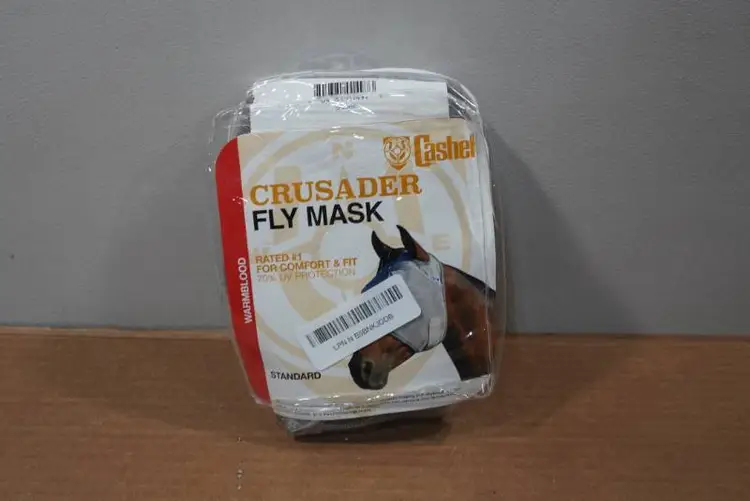 Cashel
CRUSADER
FLY MASK
RATED #1
FOR COMFORT & FIT
70% UV PROTECTION
WARMBLOOD
STANDARD